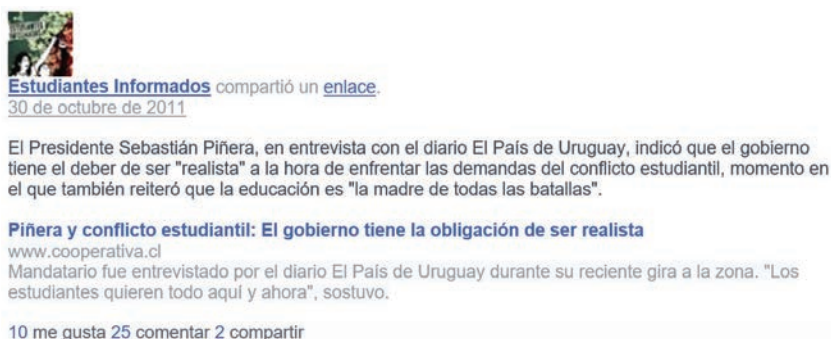 Estudiantes Informados compartió un enlace.
30 de octubre de 2011
El Presidente Sebastián Piñera, en entrevista con el diario El País de Uruguay, indicó que el gobierno
tiene el deber de ser "realista" a la hora de enfrentar las demandas del conflicto estudiantil, momento en
el que también reiteró que la educación es "la madre de todas las batallas".
Piñera y conflicto estudiantil: El gobierno tiene la obligación de ser realista
www.cooperativa.cl
Mandatario fue entrevistado por el diario El País de Uruguay durante su reciente gira a la zona. "Los
estudiantes quieren todo aquí y ahora", sostuvo.
10 me gusta 25 comentar 2 compartir